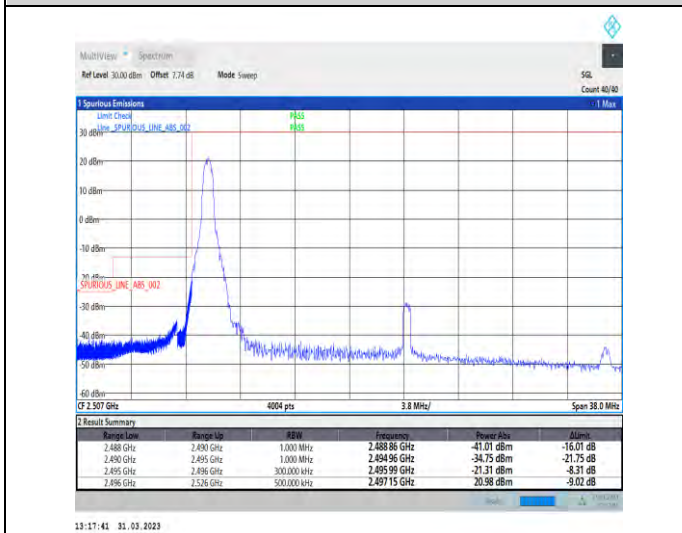 MultiView Spectrum
Ref Level 30.00 dBm Offset 7.74 dB Mode Sweep SGL
Count 40/40
1 Spurious Emissions 1 Max
Limit Check PASS
Line _SPURIOUS_LINE_ABS_002 PASS
30 dBm
20 dBm
10 dBm
0 dBm
-10 dBm
-20 dBm
_SPURIOUS_LINE_ABS_002
-30 dBm
-40 dBm
-50 dBm
-60 dBm
CF 2.507 GHz 4004 pts 3.8 MHz/ Span 38.0 MHz
2 Result Summary
Range Low Range Up RBW Frequency Power Abs ΔLimit
2.488 GHz 2.490 GHz 1.000 MHz 2.488 86 GHz -41.01 dBm -16.01 dB
2.490 GHz 2.495 GHz 1.000 MHz 2.494 96 GHz -34.75 dBm -21.75 dB
2.495 GHz 2.496 GHz 300.000 kHz 2.495 99 GHz -21.31 dBm -8.31 dB
2.496 GHz 2.526 GHz 500.000 kHz 2.497 15 GHz 20.98 dBm -9.02 dB
13:17:41 31.03.2023